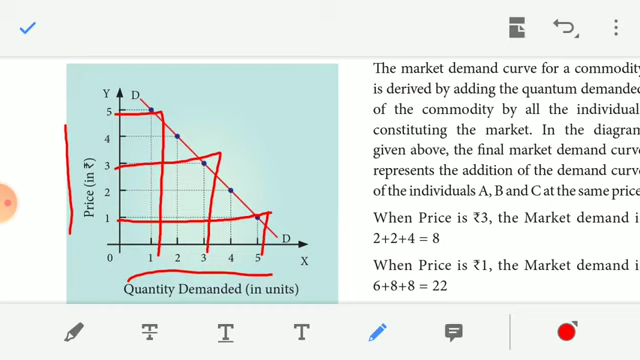 Y
D
5
4
3
2
1
0
1
2
3
4
5
X
D
Price (in ₹)
Quantity Demanded (in units)
The market demand curve for a commodity
is derived by adding the quantum demanded
of the commodity by all the individual
constituting the market. In the diagram
given above, the final market demand curve
represents the addition of the demand curve
of the individuals A, B and C at the same price
When Price is ₹3, the Market demand i
2+2+4 = 8
When Price is ₹1, the Market demand i
6+8+8 = 22
T
T
T